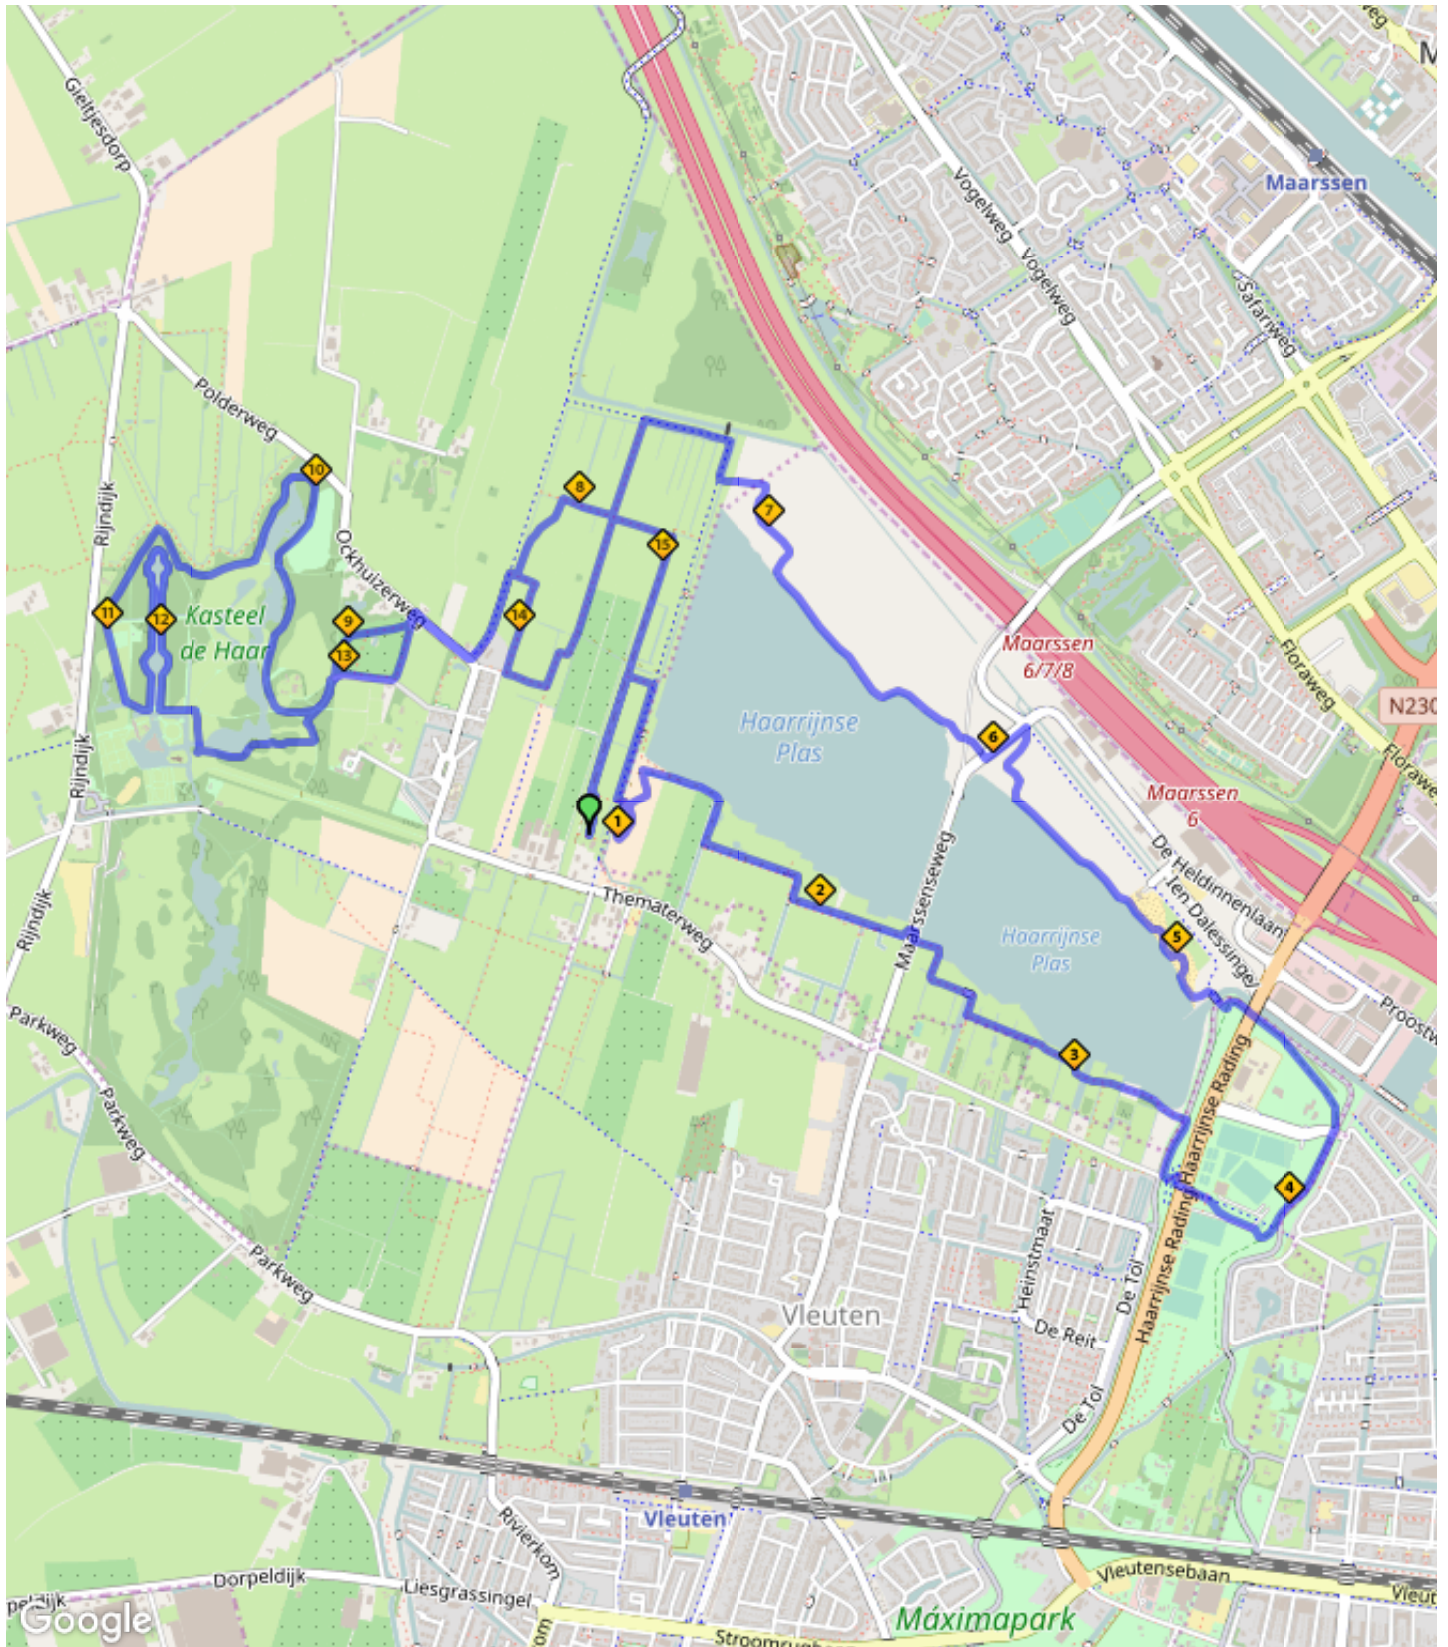 Gieltjesdorp
M
Maarssen
Vogelweg
Vogelweg
Safariweg
Polderweg
Rijndijk
10
8
7
15
Ockhuizerweg
11
12
9
14
Kasteel
de Haar
13
Maarssen
6/7/8
Floraweg
N230
Haarrijnse
Plas
6
Rijndijk
Floraweg
Maarssen
6
1
De Heldinnenlaan
2
Thematerweg
Maarssenseweg
Rijndijk
5
Haarrijnse
Plas
Parkweg
3
Haarrijnse Rading
Parkweg
4
Haarrijnse Rading
Heinstmaat
De Tol
Parkweg
Vleuten
De Reit
De Tol
Vleuten
Rivierkom
Dorpeldijk
Liesgrassingel
Vleutensebaan
Máximapark
Google